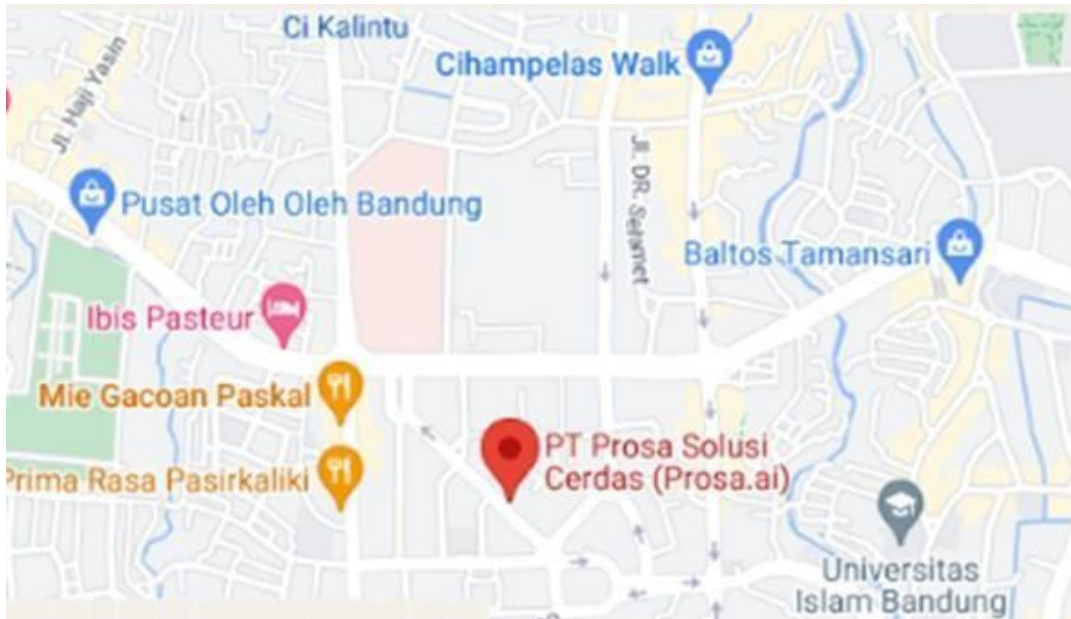 Ci Kalintu
Cihampelas Walk
Jl. Haji Yasin
Jl. DR. Selamet
Pusat Oleh Oleh Bandung
Baltos Tamansari
Ibis Pasteur
Mie Gacoan Paskal
PT Prosa Solusi
Cerdas (Prosa.ai)
Prima Rasa Pasirkaliki
Universitas
Islam Bandung